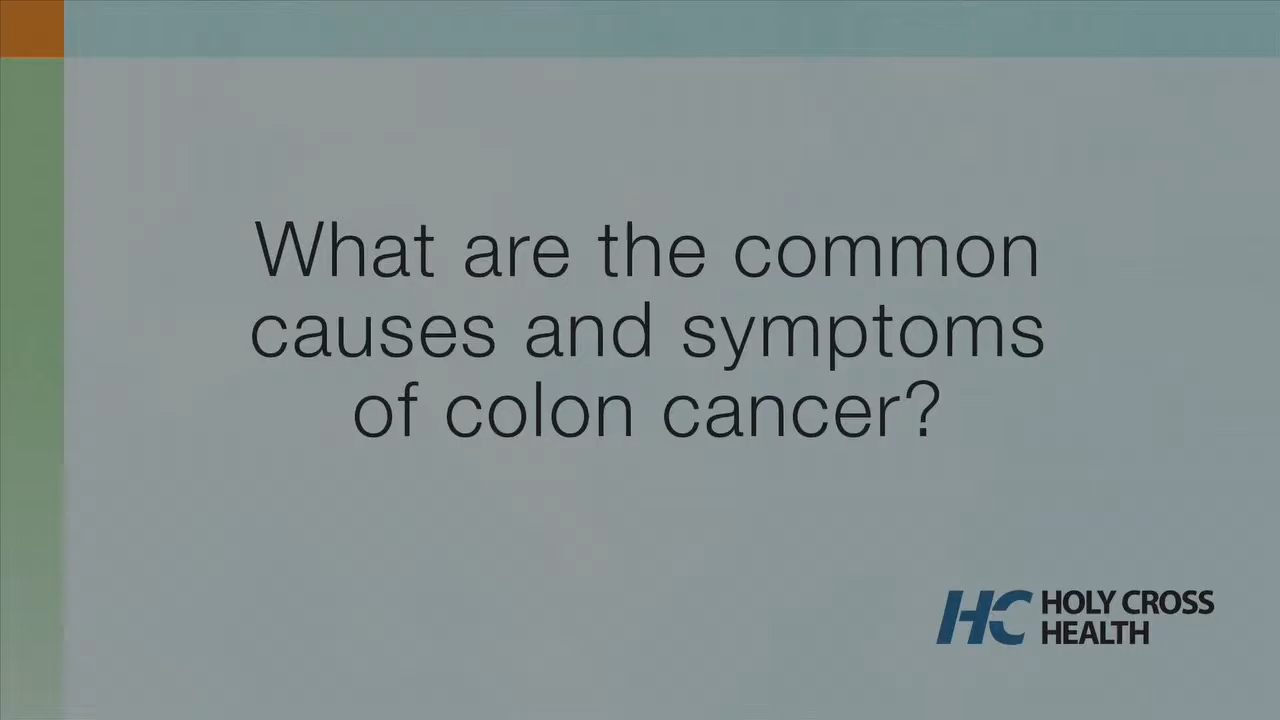 What are the common
causes and symptoms
of colon cancer?
HC HOLY CROSS
HEALTH